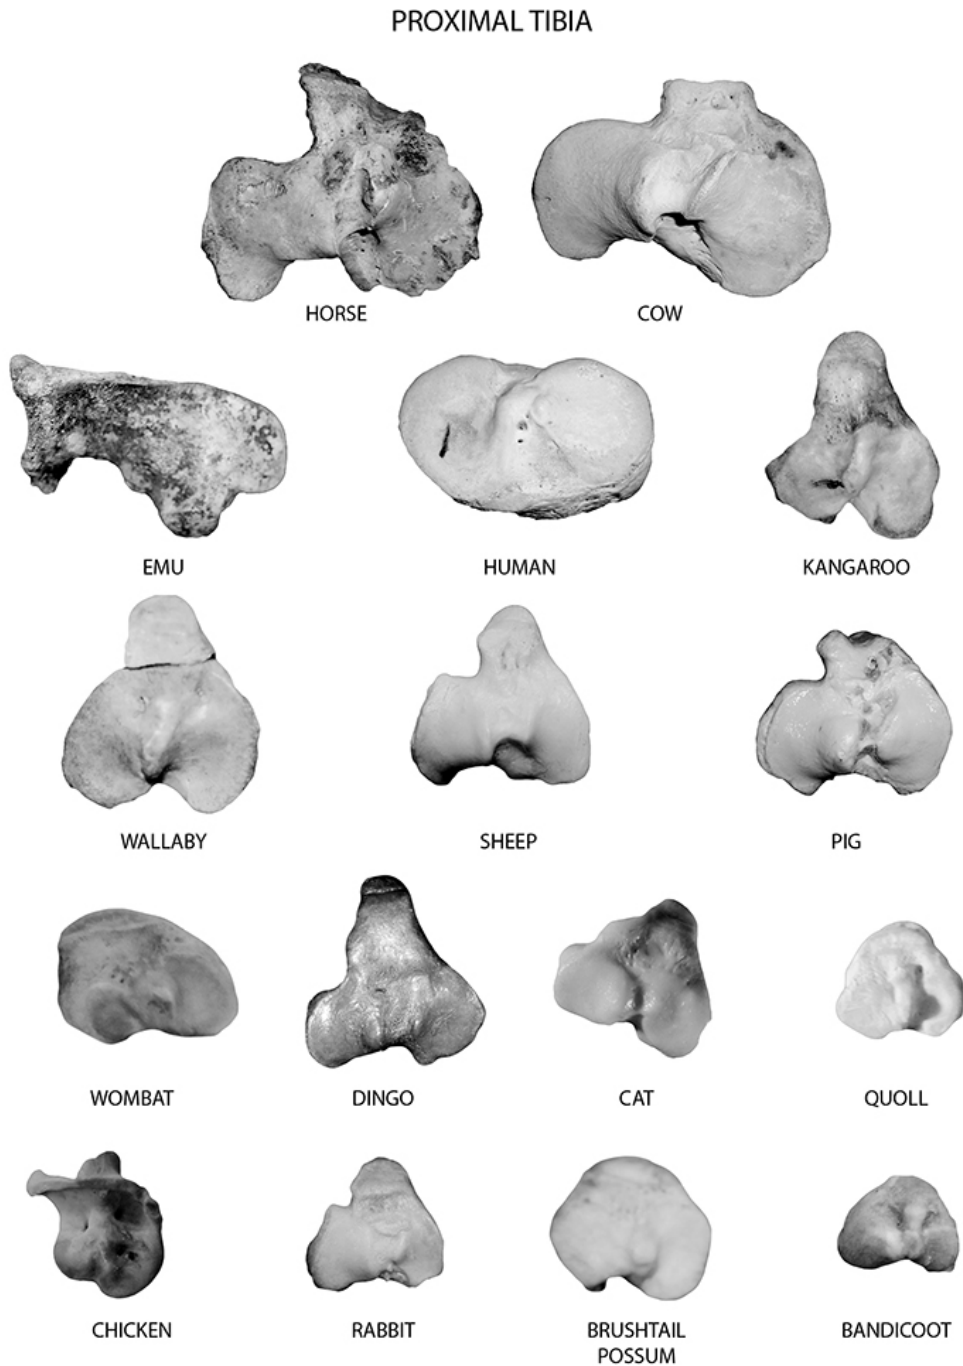 PROXIMAL TIBIA
HORSE
COW
EMU
HUMAN
KANGAROO
WALLABY
SHEEP
PIG
WOMBAT
DINGO
CAT
QUOLL
CHICKEN
RABBIT
BRUSHTAIL
POSSUM
BANDICOOT